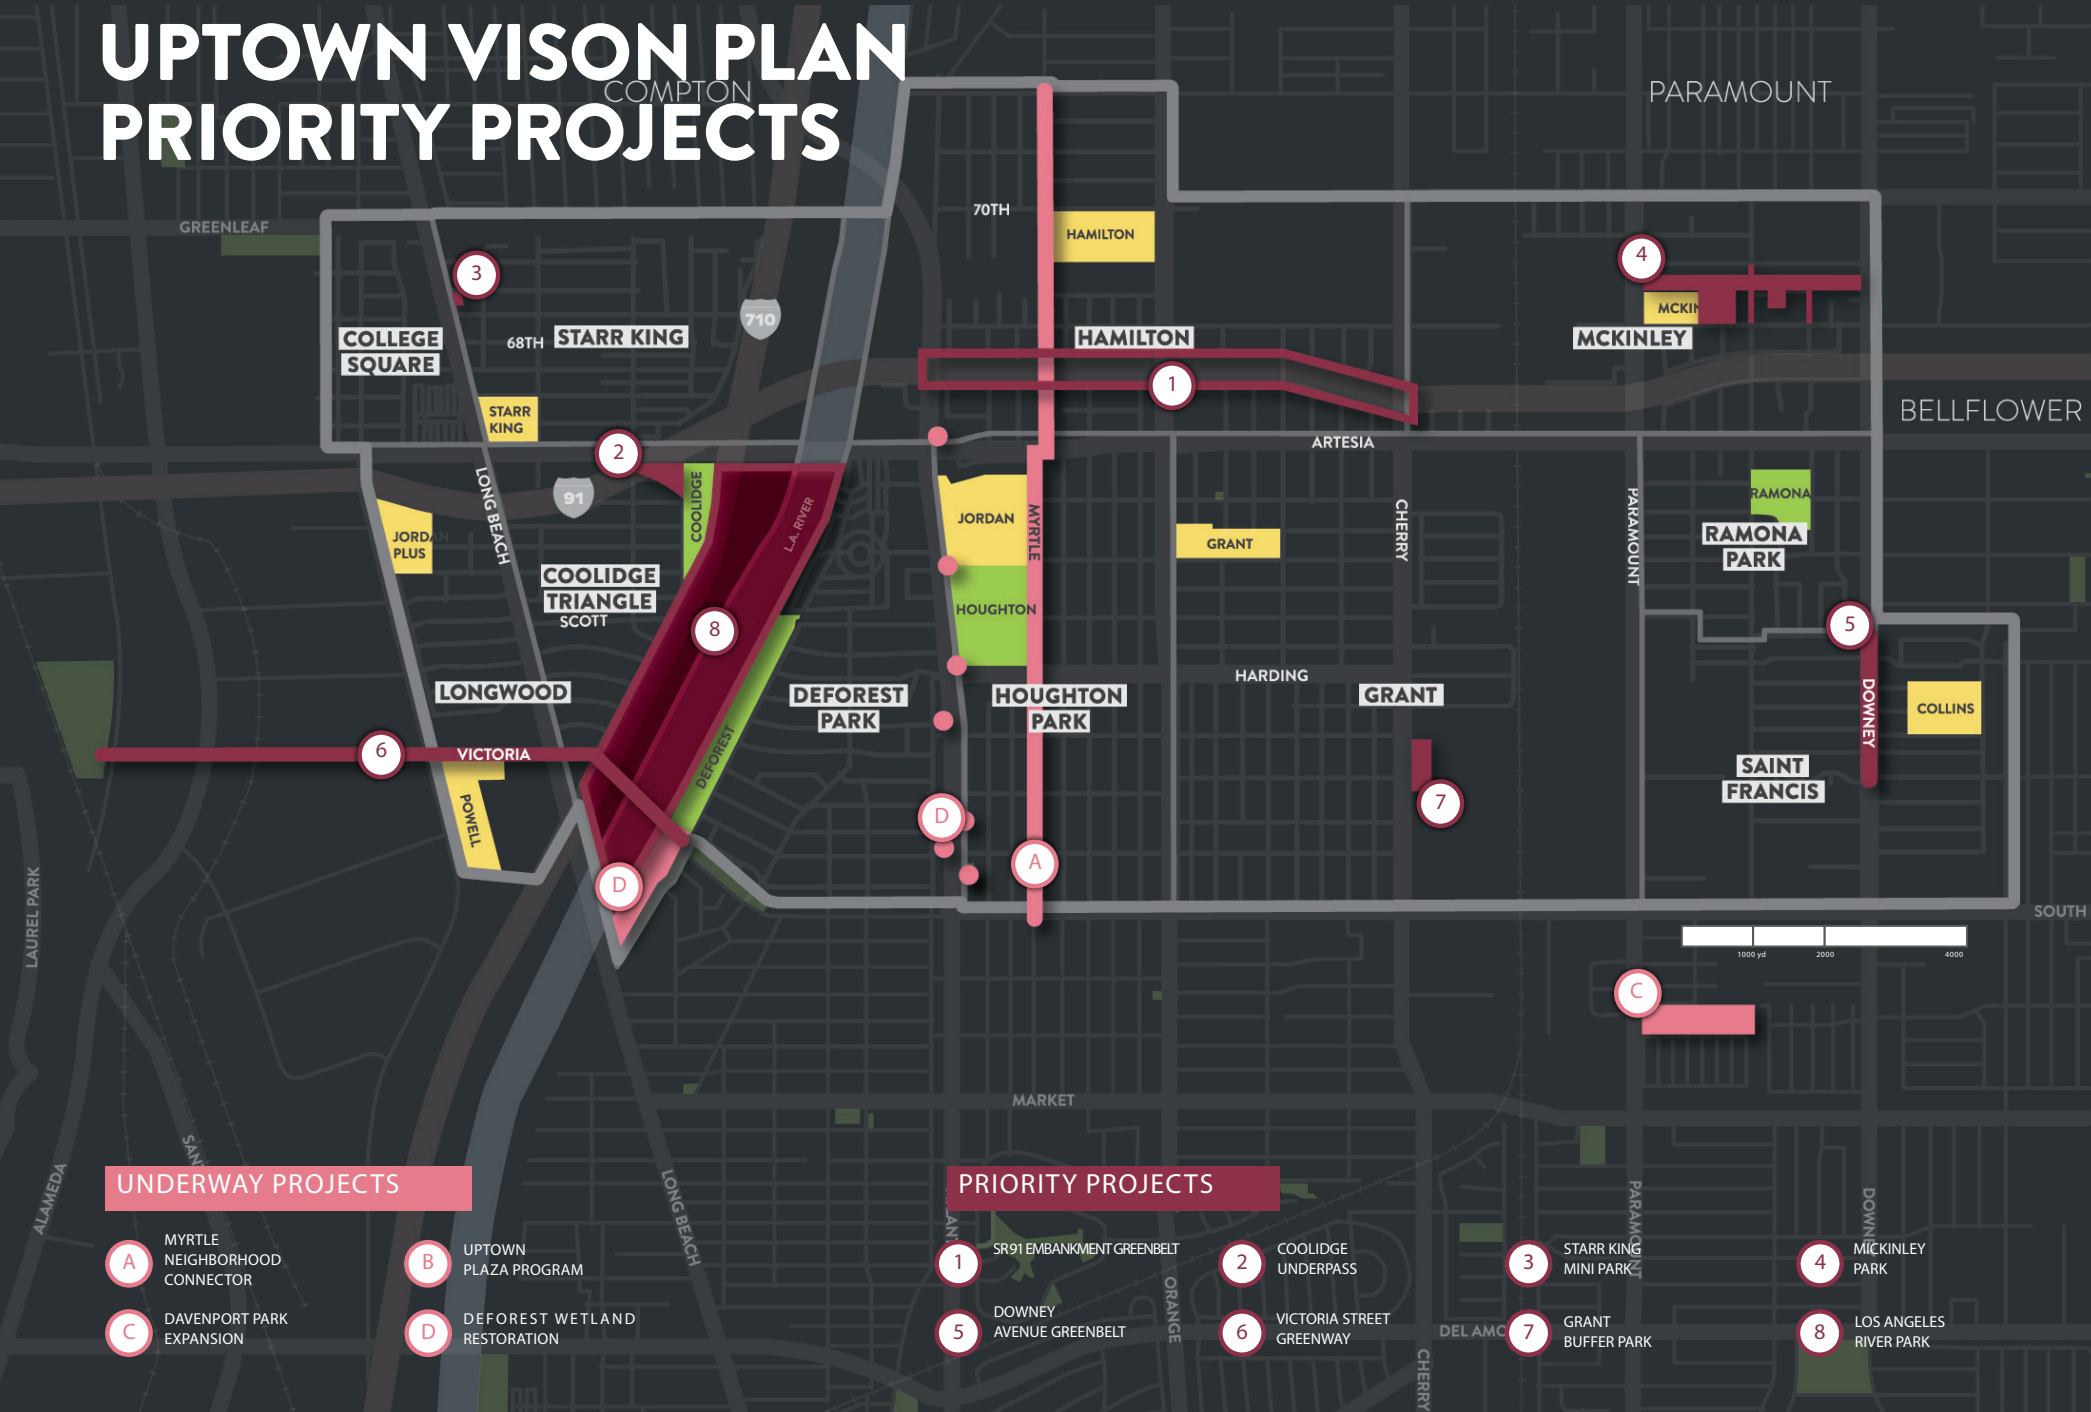 UPTOWN VISON PLAN
PRIORITY PROJECTS
COMPTON
PARAMOUNT
GREENLEAF
70TH
HAMILTON
3
4
710
MCKIN
COLLEGE
SQUARE
68TH
STARR KING
HAMILTON
MCKINLEY
1
STARR
KING
BELLFLOWER
ARTESIA
2
LONG BEACH
91
COOLIDGE
L.A. RIVER
JORDAN
MYRTLE
CHERRY
PARAMOUNT
RAMONA
JORDAN
PLUS
GRANT
RAMONA
PARK
COOLIDGE
TRIANGLE
SCOTT
HOUGHTON
8
5
LONGWOOD
DEFOREST
PARK
HOUGHTON
PARK
HARDING
GRANT
DOWNEY
COLLINS
6
VICTORIA
DEFOREST
SAINT
FRANCIS
POWELL
7
D
A
D
LAUREL PARK
SOUTH
1000 yd
2000
4000
C
MARKET
SAN
ALAMEDA
LONG BEACH
PARAMOUNT
ORANGE
DEL AMO
CHERRY
UNDERWAY PROJECTS
A
MYRTLE
NEIGHBORHOOD
CONNECTOR
B
UPTOWN
PLAZA PROGRAM
C
DAVENPORT PARK
EXPANSION
D
DEFOREST WETLAND
RESTORATION
PRIORITY PROJECTS
1
SR91 EMBANKMENT GREENBELT
2
COOLIDGE
UNDERPASS
3
STARR KING
MINI PARK
4
MICKINLEY
PARK
5
DOWNEY
AVENUE GREENBELT
6
VICTORIA STREET
GREENWAY
7
GRANT
BUFFER PARK
8
LOS ANGELES
RIVER PARK